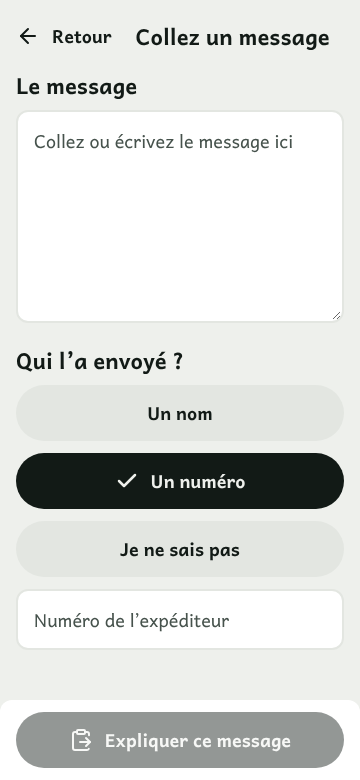 Retour
Collez un message
Le message
Collez ou écrivez le message ici
Qui l’a envoyé ?
Un nom
Un numéro
Je ne sais pas
Numéro de l’expéditeur
Expliquer ce message